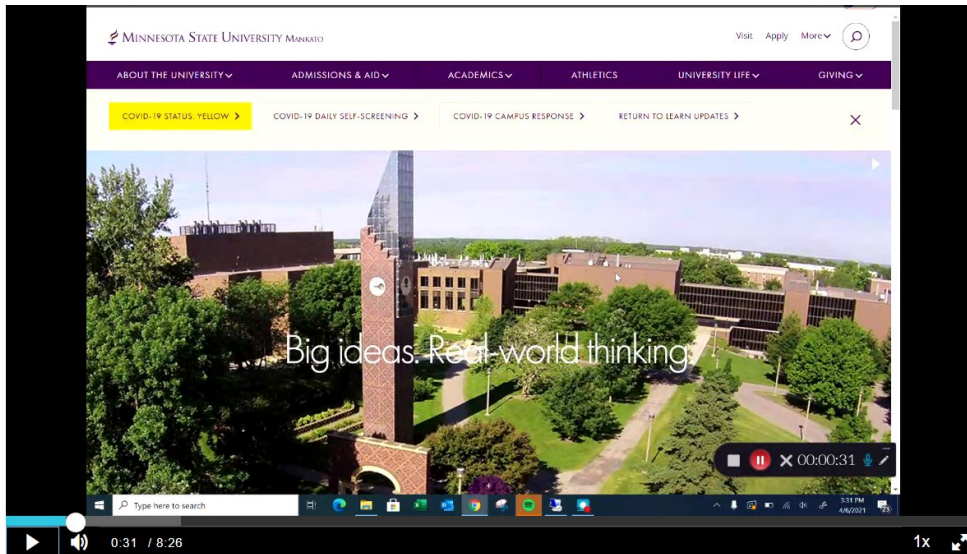 MINNESOTA STATE UNIVERSITY MANKATO
Visit Apply More
ABOUT THE UNIVERSITY ADMISSIONS & AID ACADEMICS ATHLETICS UNIVERSITY LIFE GIVING
COVID-19 STATUS: YELLOW COVID-19 DAILY SELF-SCREENING COVID-19 CAMPUS RESPONSE RETURN TO LEARN UPDATES
Big ideas. Real-world thinking.
00:00:31
Type here to search
3:31 PM
4/6/2021
23
0:31 / 8:26
1x